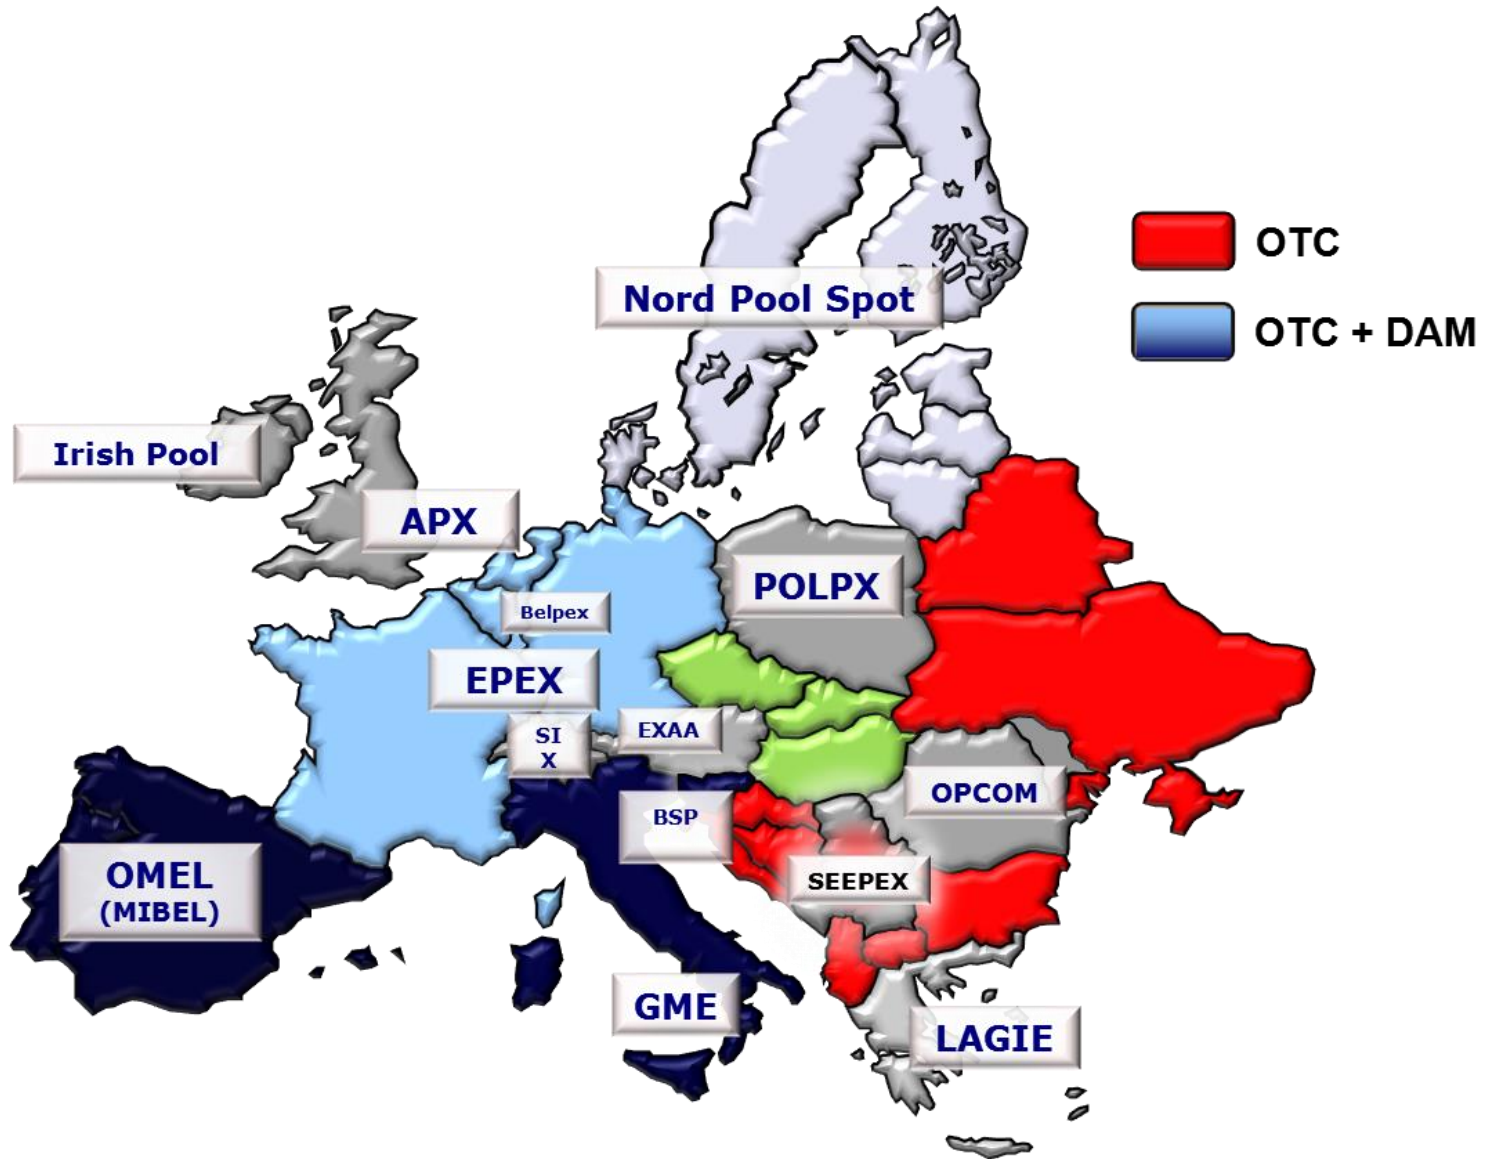 OTC
Nord Pool Spot
OTC + DAM
Irish Pool
APX
POLPX
Belpex
EPEX
SI
X
EXAA
OPCOM
BSP
SEEPEX
OMEL
(MIBEL)
GME
LAGIE